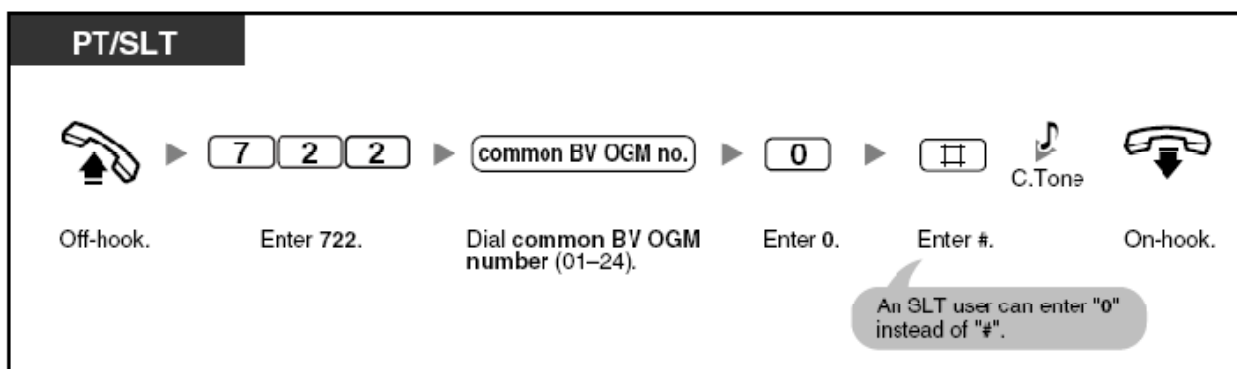 PT/SLT
7 2 2
common BV OGM no.
0
#
C.Tone
Off-hook.
Enter 722.
Dial common BV OGM
number (01–24).
Enter 0.
Enter #.
On-hook.
An SLT user can enter "0"
instead of "#".